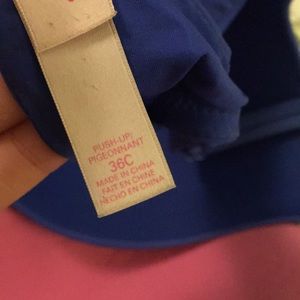 PUSH-UP/
PIGEONNANT
36C
MADE IN CHINA
FAIT EN CHINE
HECHO EN CHINA